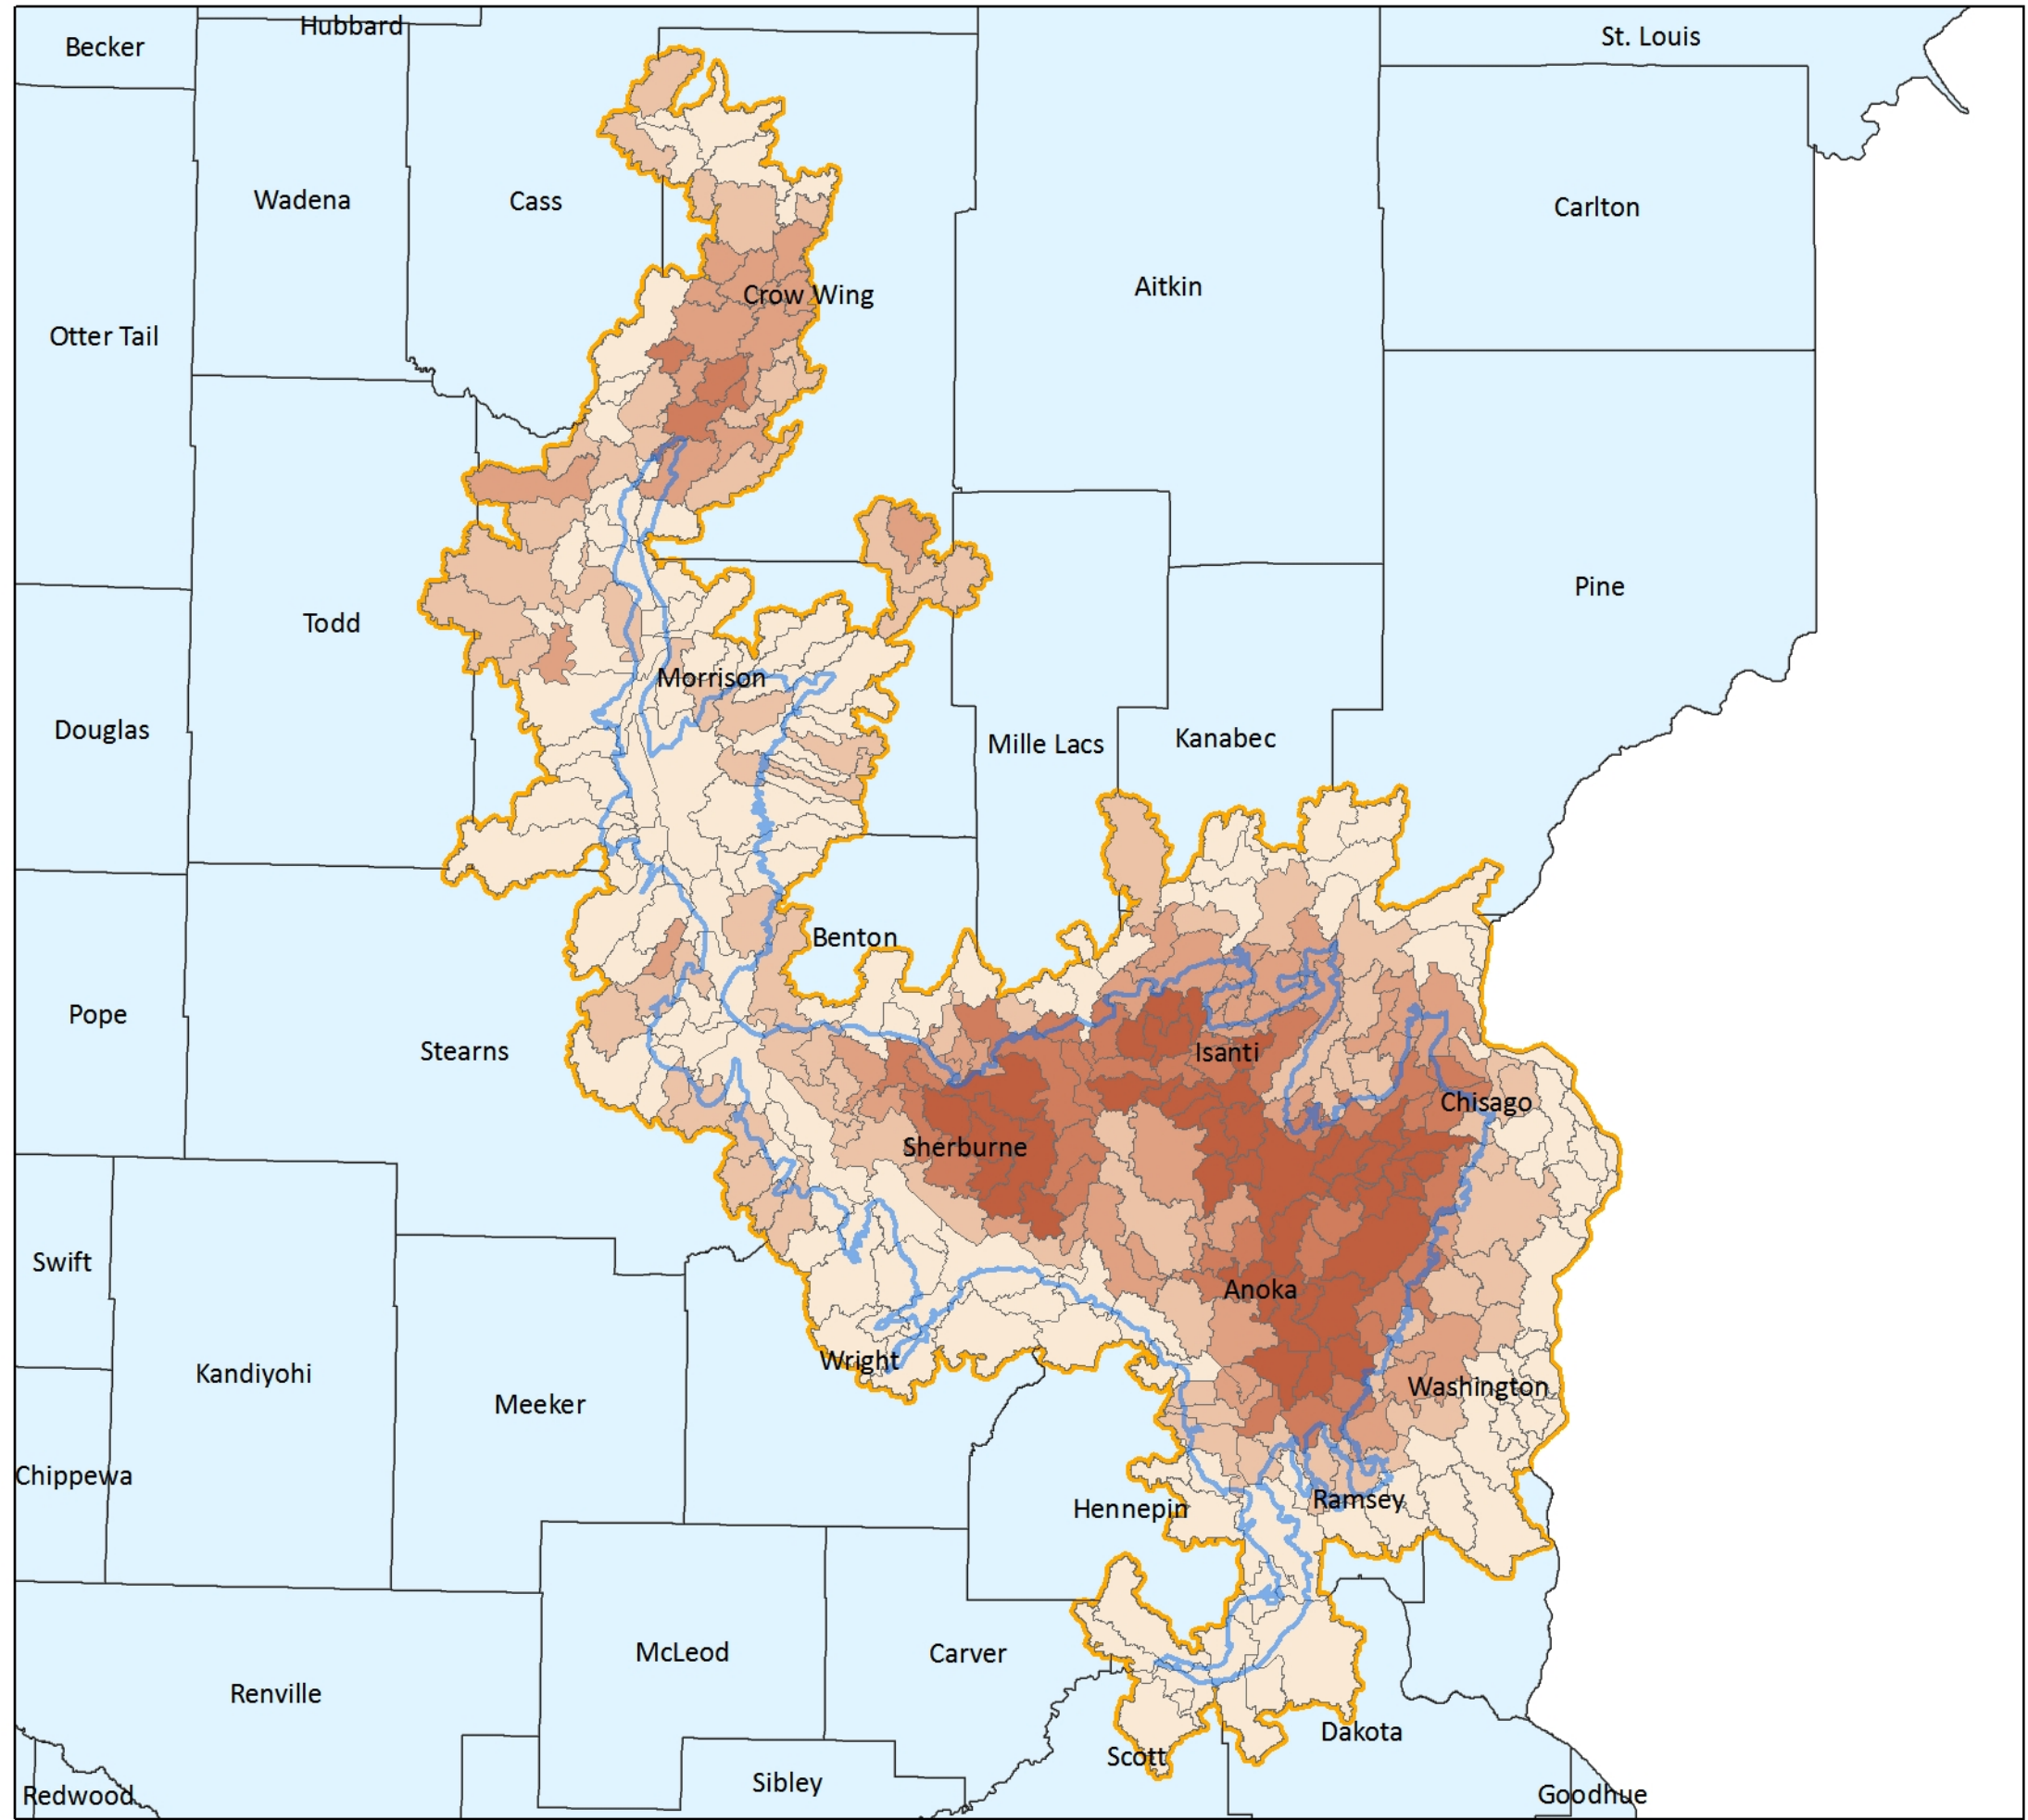 Hubbard
St. Louis
Becker
Wadena
Cass
Carlton
Aitkin
Crow Wing
Otter Tail
Pine
Todd
Morrison
Douglas
Kanabec
Mille Lacs
Benton
Pope
Stearns
Isanti
Chisago
Sherburne
Swift
Anoka
Wright
Kandiyohi
Washington
Meeker
Chippewa
Ramsey
Hennepin
McLeod
Carver
Renville
Dakota
Scott
Sibley
Redwood
Goodhue